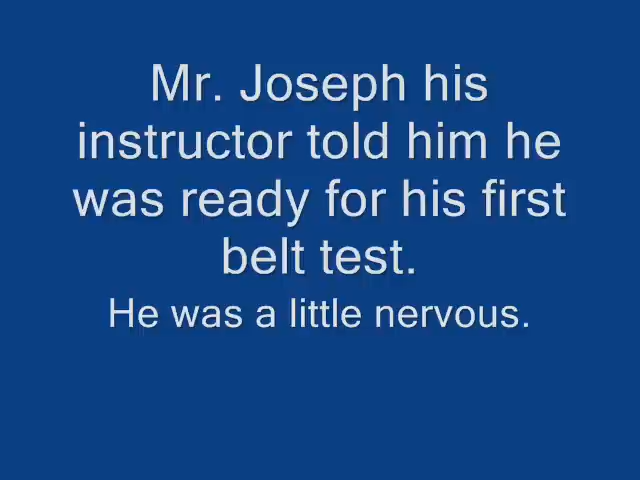 Mr. Joseph his
instructor told him he
was ready for his first
belt test.
He was a little nervous.